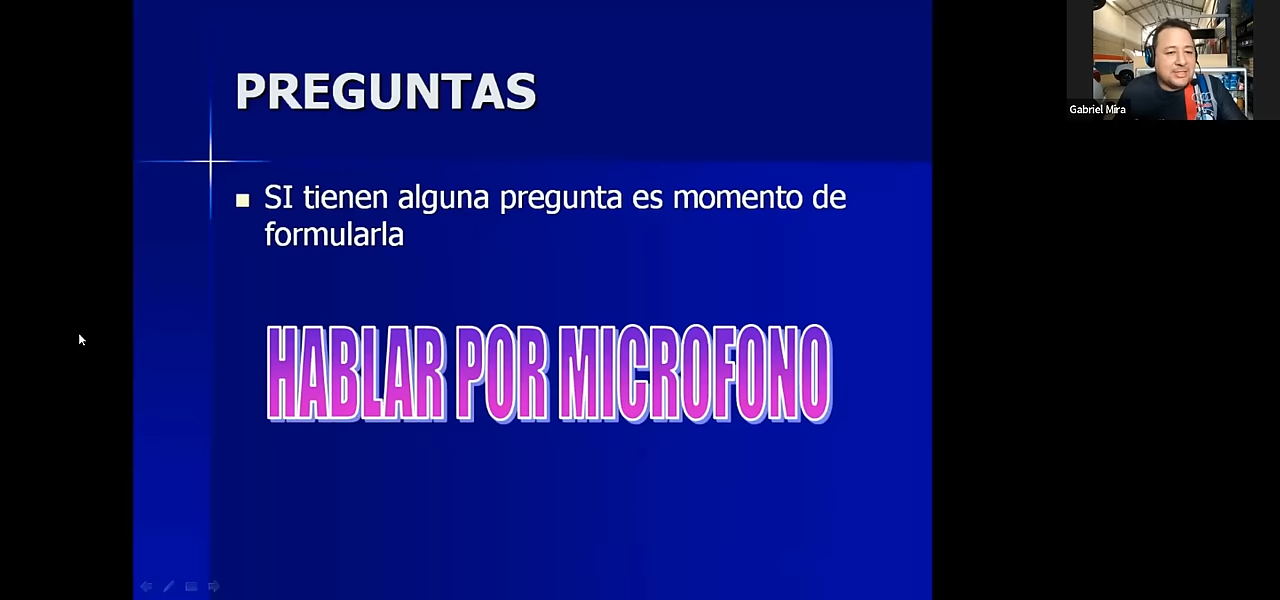 PREGUNTAS
SI tienen alguna pregunta es momento de
formularla
HABLAR POR MICROFONO
Gabriel Mira